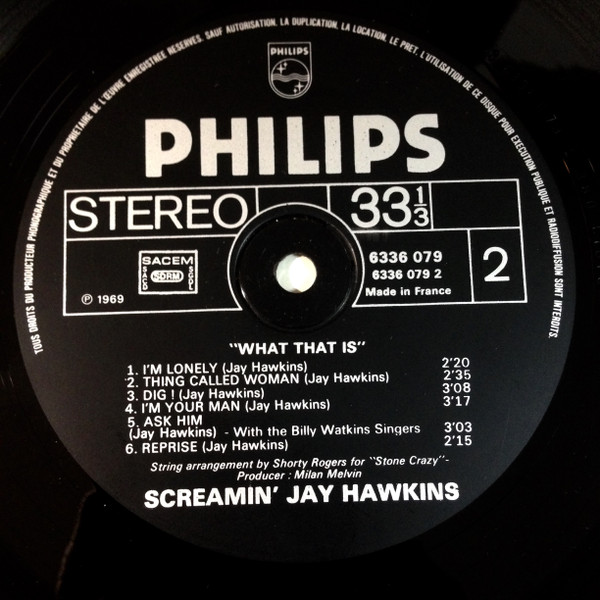 TOUS DROITS DU PRODUCTEUR PHONOGRAPHIQUE ET DU PROPRIETAIRE DE L'ŒUVRE ENREGISTREE RESERVES. SAUF AUTORISATION, LA DUPLICATION, LA LOCATION, LE PRET, L'UTILISATION DE CE DISQUE POUR EXECUTION PUBLIQUE ET RADIODIFFUSION SONT INTERDITS.
PHILIPS
PHILIPS
STEREO
33 1/3
SACEM
SACD SDRM SGDL
℗ 1969
6336 079
6336 079 2
Made in France
2
"WHAT THAT IS"
1. I'M LONELY (Jay Hawkins) 2'20
2. THING CALLED WOMAN (Jay Hawkins) 2'35
3. DIG ! (Jay Hawkins) 3'08
4. I'M YOUR MAN (Jay Hawkins) 3'17
5. ASK HIM
(Jay Hawkins) - With the Billy Watkins Singers 3'03
6. REPRISE (Jay Hawkins) 2'15
String arrangement by Shorty Rogers for "Stone Crazy"-
Producer : Milan Melvin
SCREAMIN' JAY HAWKINS